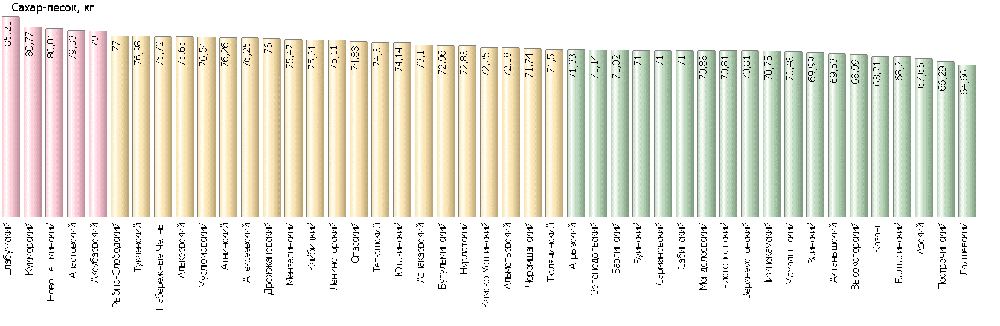 Сахар-песок, кг
85,21
80,77
80,01
79,33
79
77
76,98
76,72
76,66
76,54
76,26
76,25
76
75,47
75,21
75,11
74,83
74,3
74,14
73,1
72,96
72,83
72,25
72,18
71,74
71,5
71,33
71,14
71,02
71
71
71
70,88
70,81
70,81
70,75
70,48
69,99
69,53
68,99
68,21
68,2
67,66
66,29
64,66
Елабужский
Кукморский
Новошешминский
Апастовский
Аксубаевский
Рыбно-Слободский
Тукаевский
Набережные Челны
Алькеевский
Муслюмовский
Атнинский
Алексеевский
Дрожжановский
Мензелинский
Кайбицкий
Лениногорский
Спасский
Тетюшский
Ютазинский
Азнакаевский
Бугульминский
Нурлатский
Камско-Устьинский
Альметьевский
Черемшанский
Тюлячинский
Агрызский
Зеленодольский
Бавлинский
Буинский
Сармановский
Сабинский
Менделеевский
Чистопольский
Верхнеуслонский
Нижнекамский
Мамадышский
Заинский
Актанышский
Высокогорский
Казань
Балтасинский
Арский
Пестречинский
Лаишевский